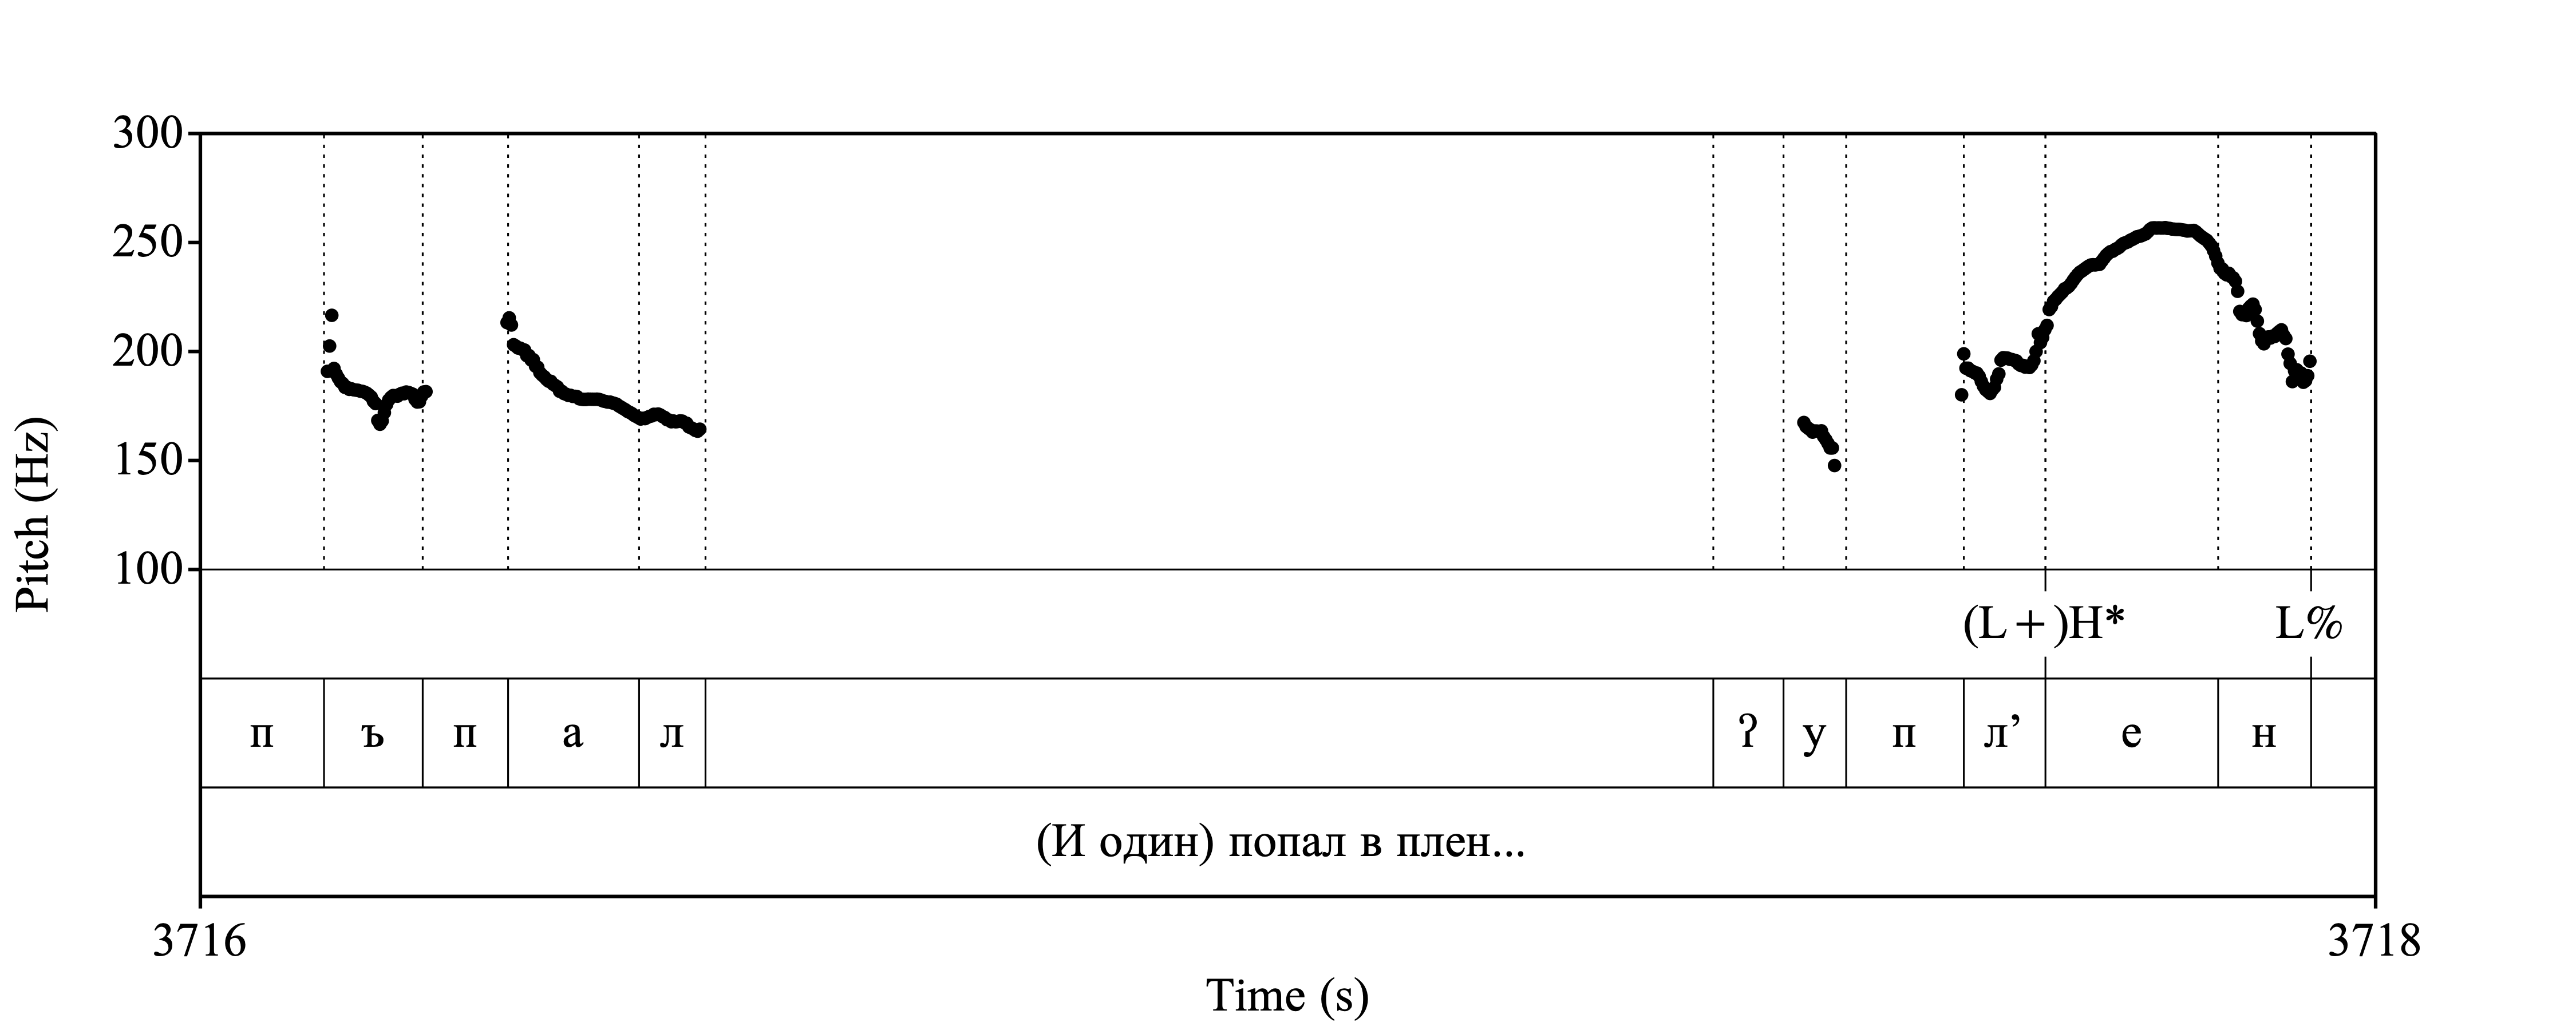 300
250
200
150
100
Pitch (Hz)
(L+)H* L%
п ъ п а л ʔ у п л’ е н
(И один) попал в плен...
3716 3718
Time (s)